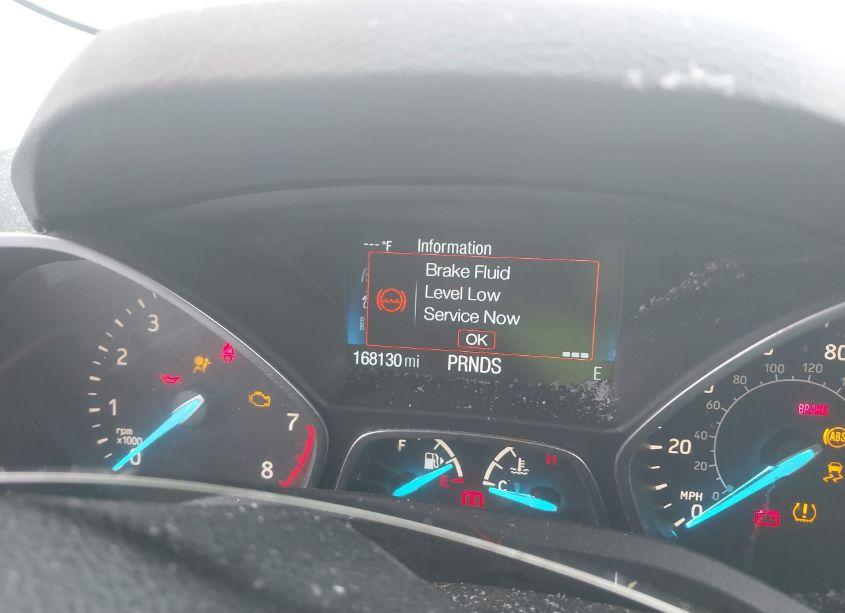 --- °F Information
Brake Fluid
Level Low
Service Now
OK
168130 mi PRNDS E
3
2
1
0
rpm
x1000
7
8
F
E
H
C
80
100
120
80
60
40
20
0
20
0
MPH
BRAKE
ABS